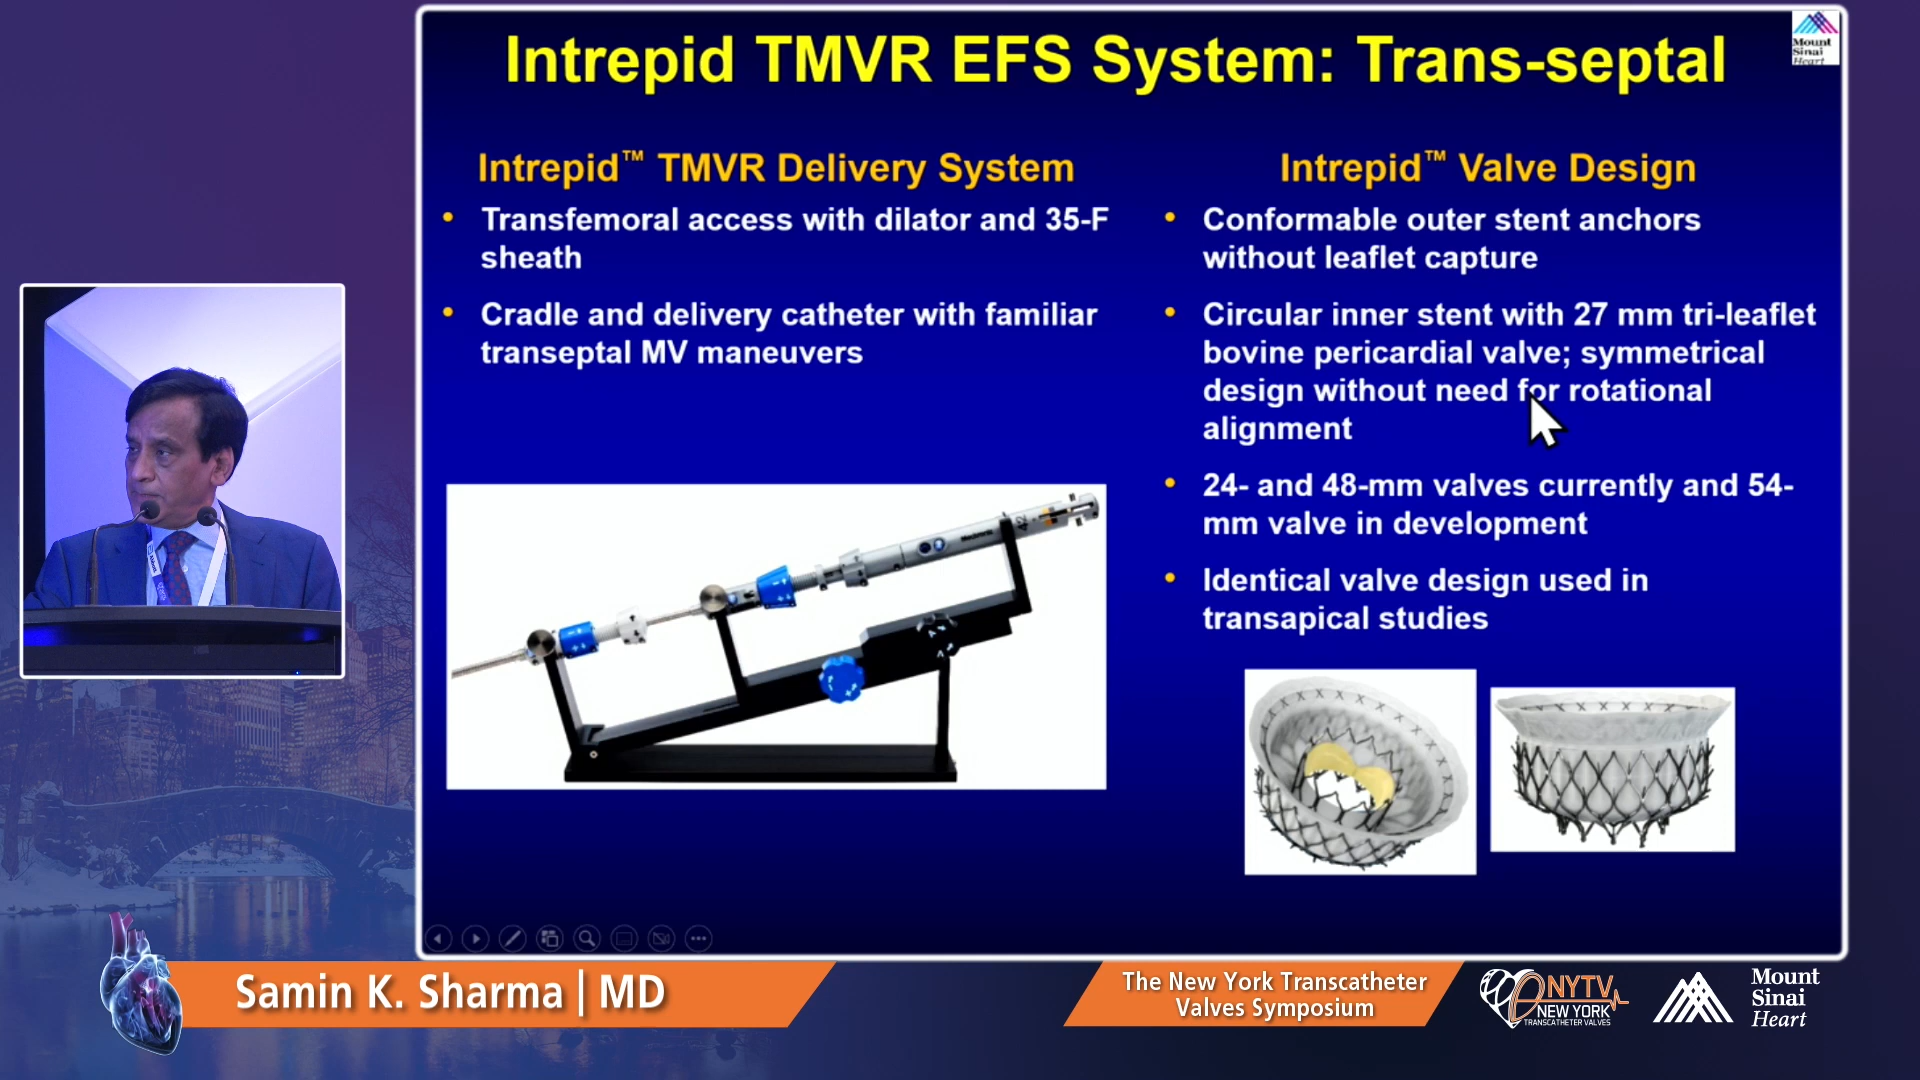 Intrepid TMVR EFS System: Trans-septal
Mount
Sinai
Heart
Intrepid™ TMVR Delivery System
• Transfemoral access with dilator and 35-F
sheath
• Cradle and delivery catheter with familiar
transeptal MV maneuvers
Intrepid™ Valve Design
• Conformable outer stent anchors
without leaflet capture
• Circular inner stent with 27 mm tri-leaflet
bovine pericardial valve; symmetrical
design without need for rotational
alignment
• 24- and 48-mm valves currently and 54-
mm valve in development
• Identical valve design used in
transapical studies
Samin K. Sharma | MD
The New York Transcatheter
Valves Symposium
NYTV
NEW YORK
TRANSCATHETER VALVES
Mount
Sinai
Heart